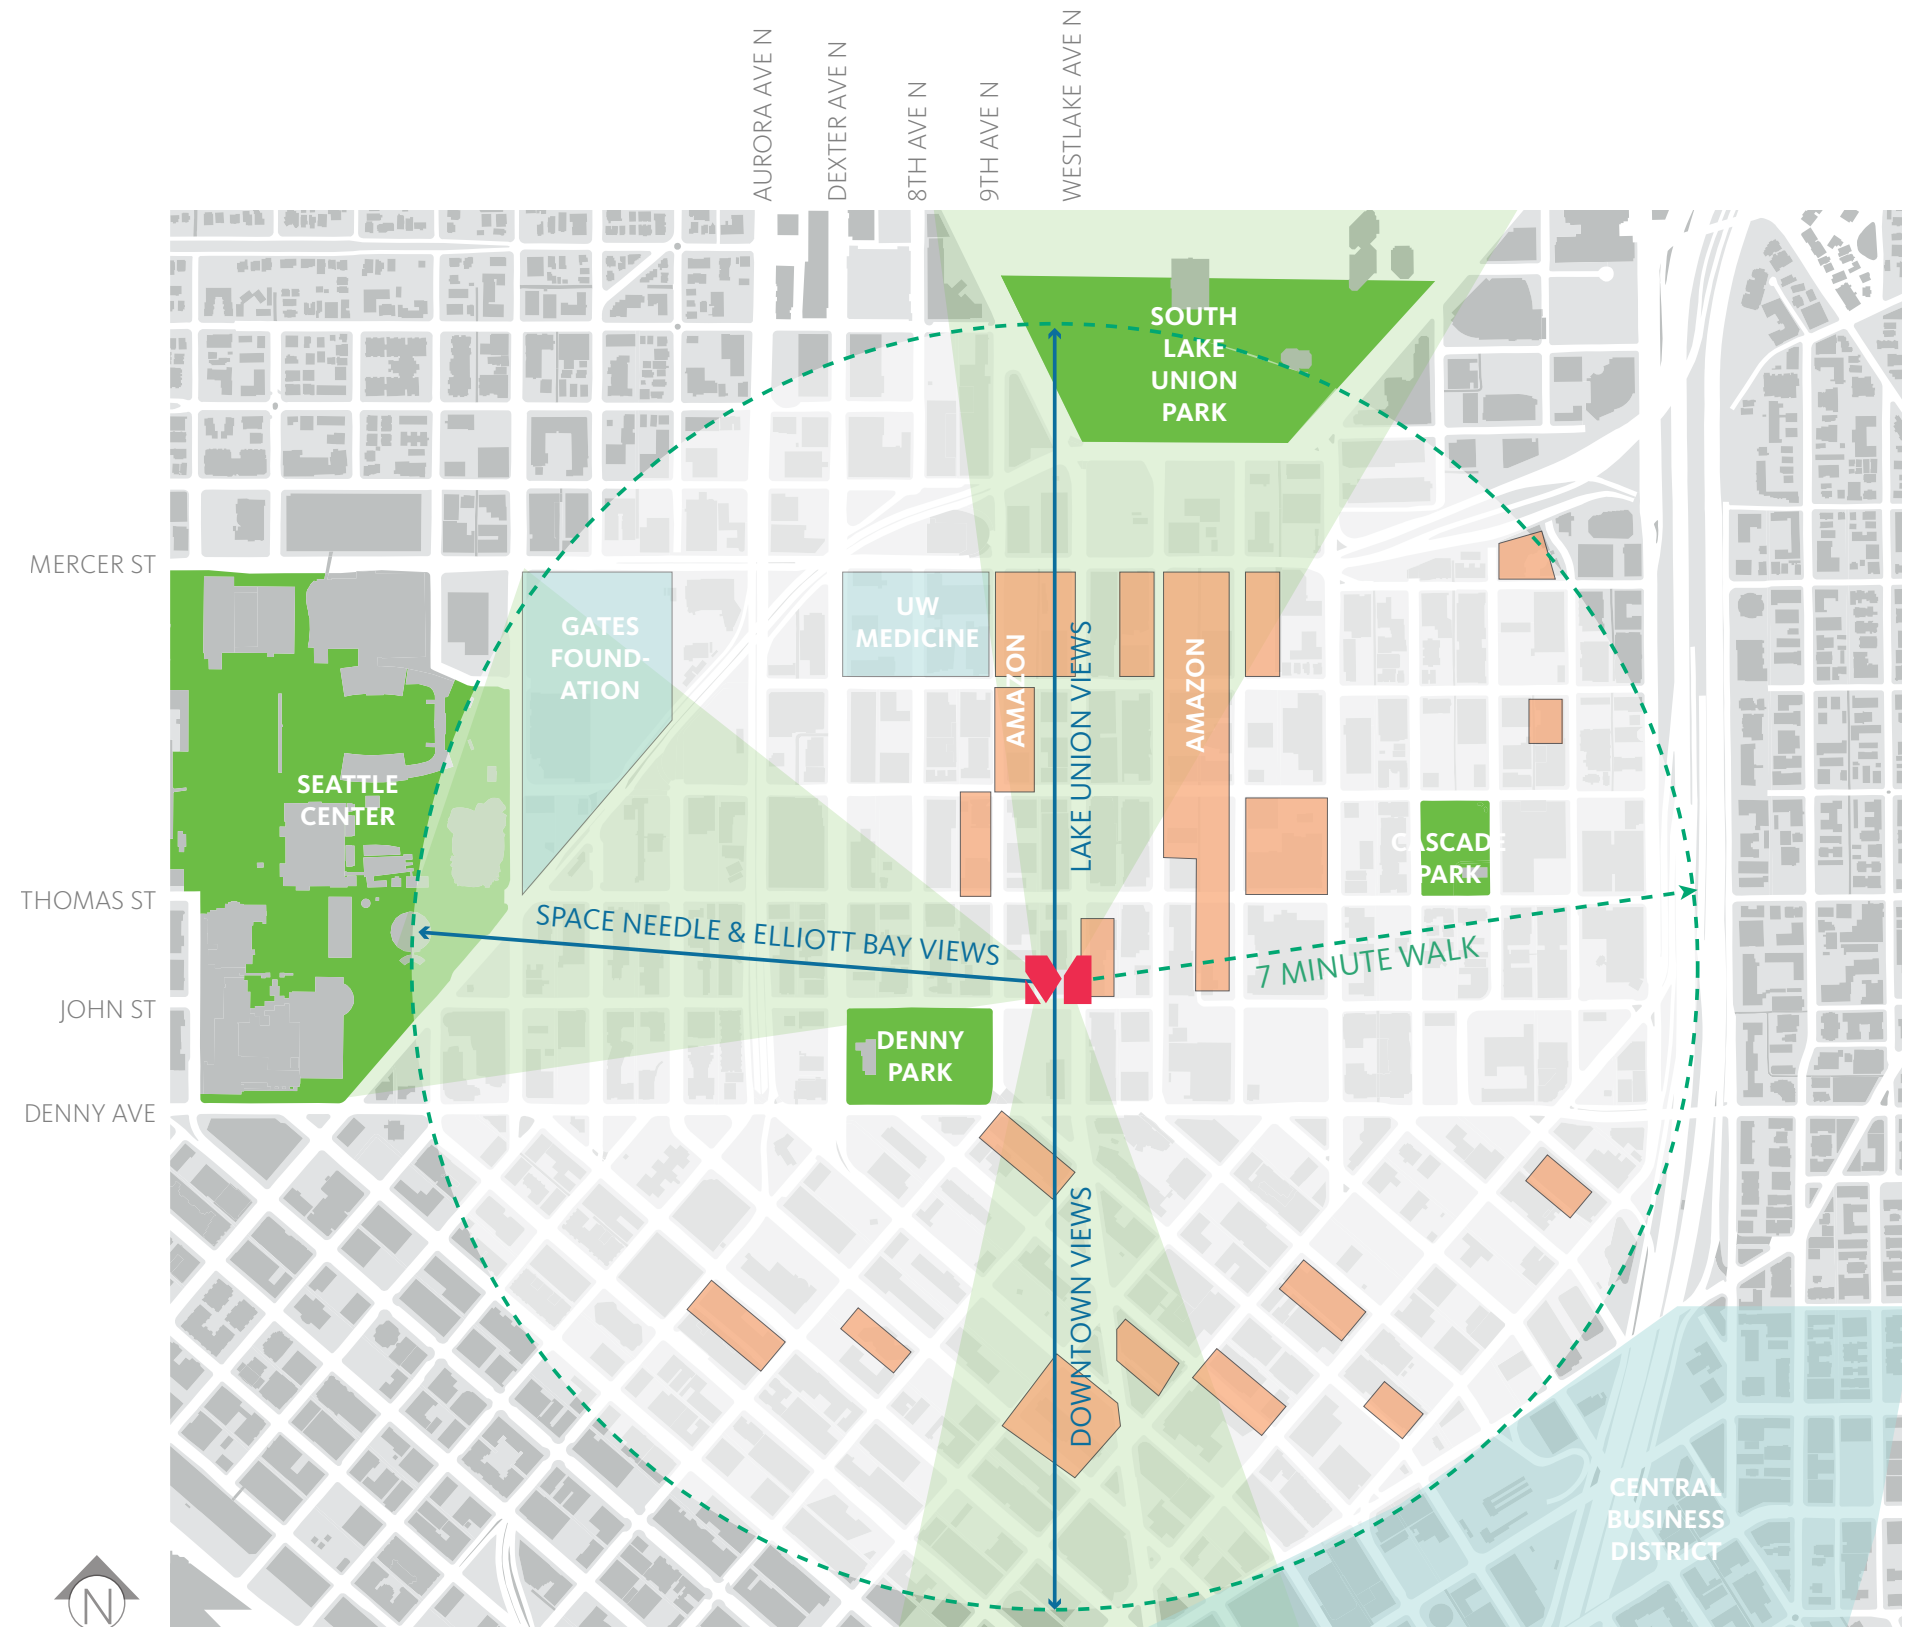 AURORA AVE N
DEXTER AVE N
8TH AVE N
9TH AVE N
WESTLAKE AVE N
SOUTH
LAKE
UNION
PARK
MERCER ST
GATES
FOUND-
ATION
UW
MEDICINE
AMAZON
LAKE UNION VIEWS
AMAZON
SEATTLE
CENTER
CASCADE
PARK
THOMAS ST
SPACE NEEDLE & ELLIOTT BAY VIEWS
7 MINUTE WALK
JOHN ST
DENNY
PARK
DENNY AVE
DOWNTOWN VIEWS
CENTRAL
BUSINESS
DISTRICT
N